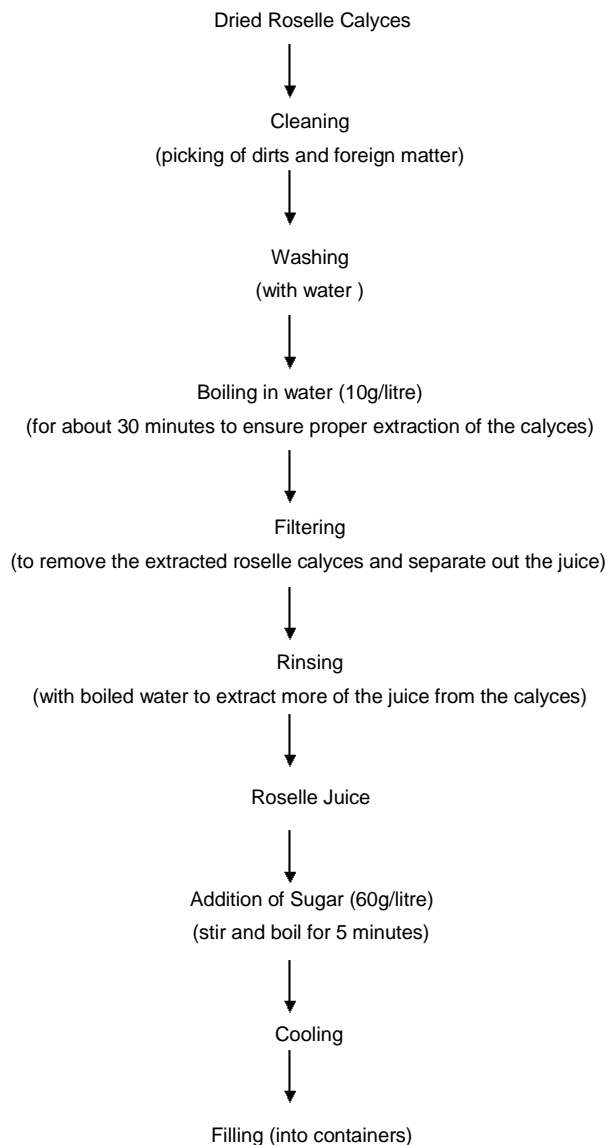 Dried Roselle Calyces
Cleaning
(picking of dirts and foreign matter)
Washing
(with water )
Boiling in water (10g/litre)
(for about 30 minutes to ensure proper extraction of the calyces)
Filtering
(to remove the extracted roselle calyces and separate out the juice)
Rinsing
(with boiled water to extract more of the juice from the calyces)
Roselle Juice
Addition of Sugar (60g/litre)
(stir and boil for 5 minutes)
Cooling
Filling (into containers)